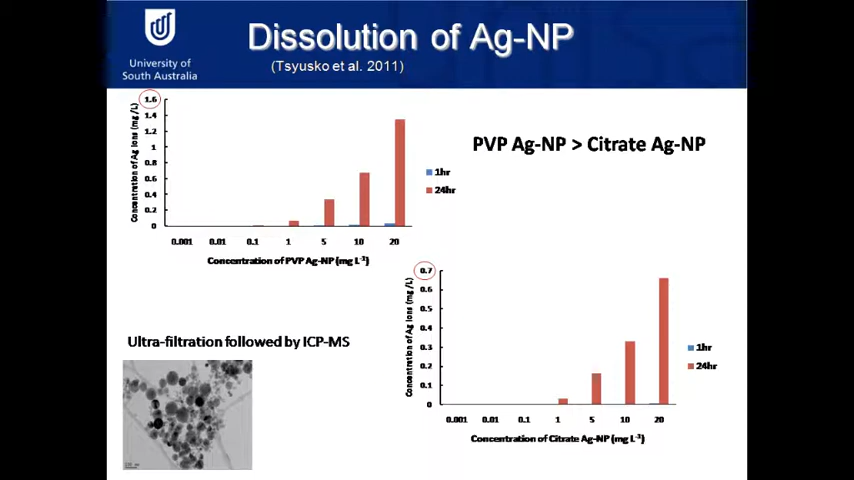 University of
South Australia
Dissolution of Ag-NP
(Tsyusko et al. 2011)
1.6
1.4
1.2
1
0.8
0.6
0.4
0.2
0
Concentration of Ag Ions (mg/L)
0.001 0.01 0.1 1 5 10 20
Concentration of PVP Ag-NP (mg L⁻¹)
1hr
24hr
PVP Ag-NP > Citrate Ag-NP
0.7
0.6
0.5
0.4
0.3
0.2
0.1
0
Concentration of Ag Ions (mg/L)
0.001 0.01 0.1 1 5 10 20
Concentration of Citrate Ag-NP (mg L⁻¹)
1hr
24hr
Ultra-filtration followed by ICP-MS